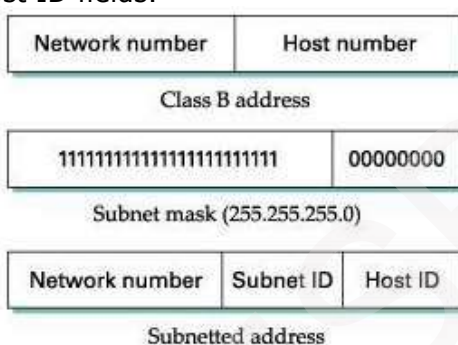 st ID fields.
Network number Host number
Class B address
111111111111111111111111 00000000
Subnet mask (255.255.255.0)
Network number Subnet ID Host ID
Subnetted address